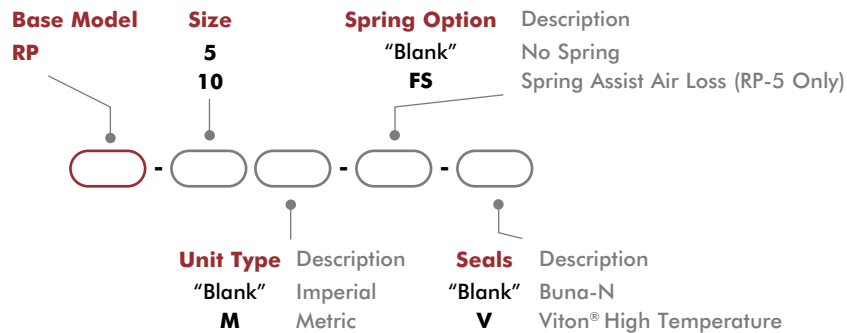 Base Model Size Spring Option Description
RP 5 “Blank” No Spring
10 FS Spring Assist Air Loss (RP-5 Only)
- - -
Unit Type Description Seals Description
“Blank” Imperial “Blank” Buna-N
M Metric V Viton® High Temperature